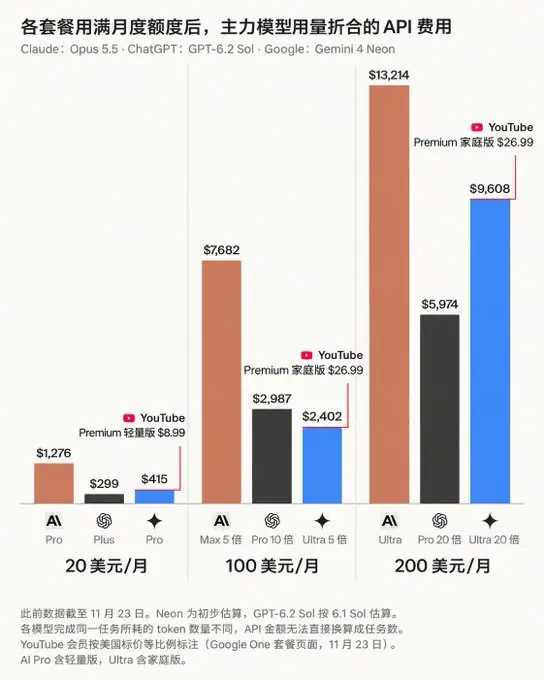 各套餐用满月度额度后，主力模型用量折合的 API 费用
Claude：Opus 5.5 · ChatGPT：GPT-6.2 Sol · Google：Gemini 4 Neon
$13,214
YouTube
Premium 家庭版 $26.99
$9,608
$7,682
$5,974
YouTube
Premium 家庭版 $26.99
$2,987
$2,402
YouTube
Premium 轻量版 $8.99
$1,276
$299
$415
Pro Plus Pro Max 5 倍 Pro 10 倍 Ultra 5 倍 Ultra Pro 20 倍 Ultra 20 倍
20 美元/月 100 美元/月 200 美元/月
此前数据截至 11 月 23 日。Neon 为初步估算，GPT-6.2 Sol 按 6.1 Sol 估算。
各模型完成同一任务所耗的 token 数量不同，API 金额无法直接换算成任务数。
YouTube 会员按美国标价等比例标注（Google One 套餐页面，11 月 23 日）。
AI Pro 含轻量版，Ultra 含家庭版。